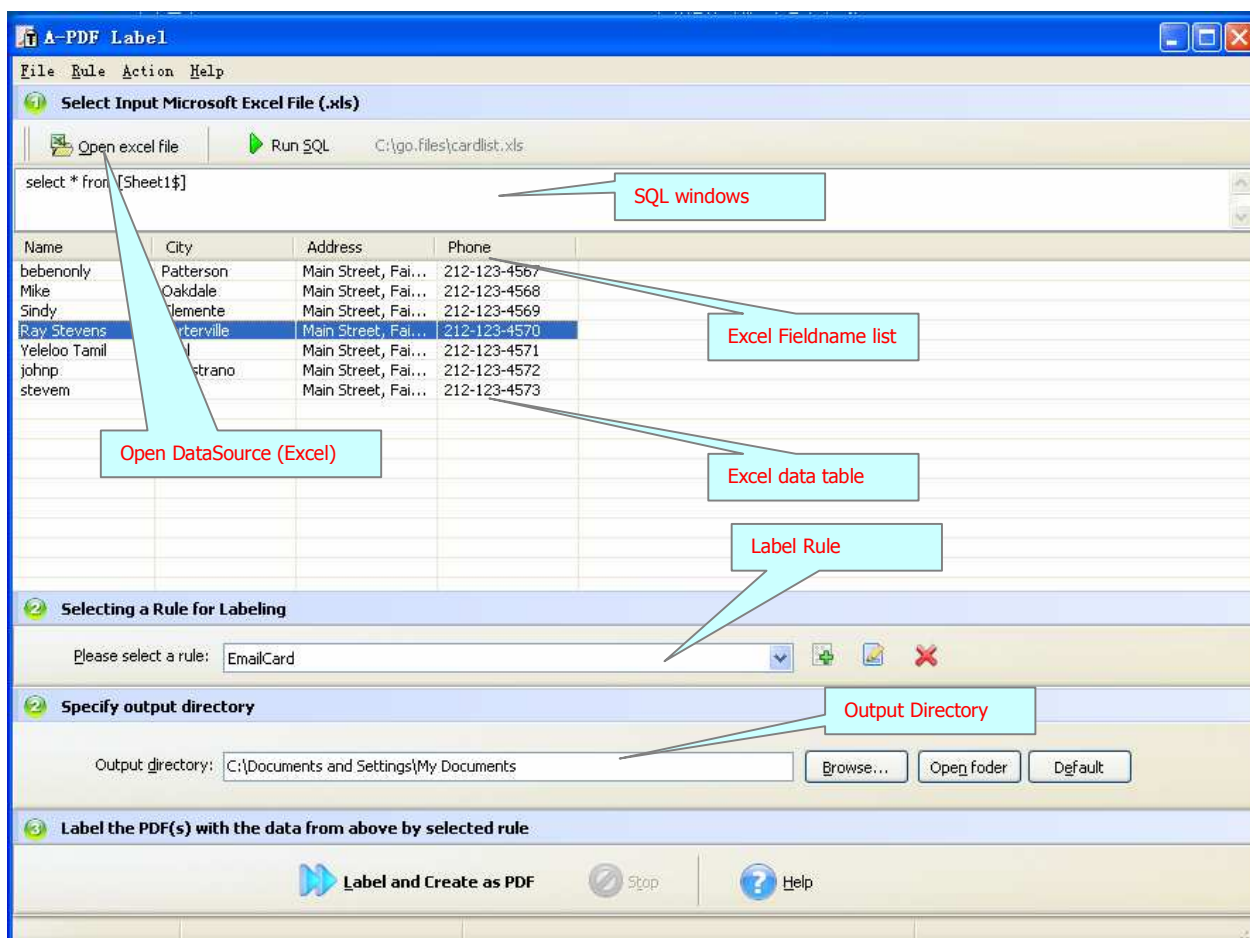 A-PDF Label
File Rule Action Help
1 Select Input Microsoft Excel File (.xls)
Open excel file Run SQL C:\go.files\cardlist.xls
select * from [Sheet1$]
SQL windows
Name City Address Phone
bebenonly Patterson Main Street, Fai... 212-123-4567
Mike Oakdale Main Street, Fai... 212-123-4568
Sindy Clemente Main Street, Fai... 212-123-4569
Ray Stevens rterville Main Street, Fai... 212-123-4570
Excel Fieldname list
Yeleloo Tamil Main Street, Fai... 212-123-4571
johnp strano Main Street, Fai... 212-123-4572
stevem Main Street, Fai... 212-123-4573
Open DataSource (Excel)
Excel data table
Label Rule
2 Selecting a Rule for Labeling
Please select a rule: EmailCard
2 Specify output directory
Output Directory
Output directory: C:\Documents and Settings\My Documents Browse... Open foder Default
3 Label the PDF(s) with the data from above by selected rule
Label and Create as PDF Stop Help